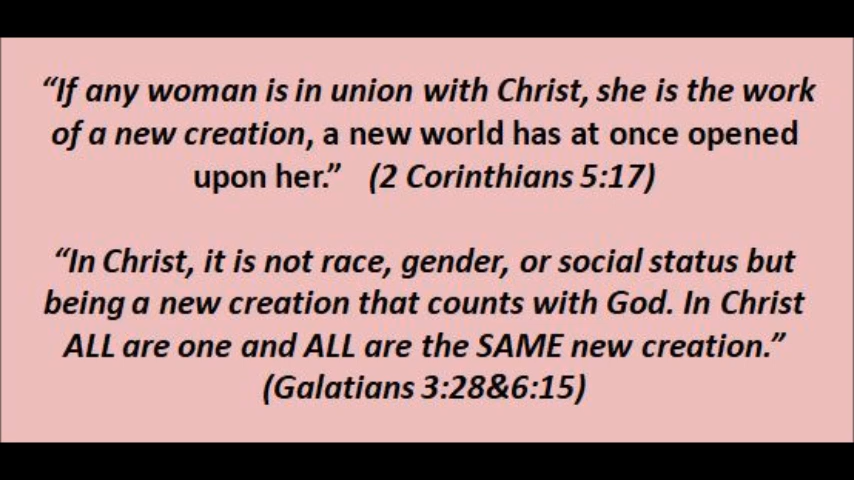 “If any woman is in union with Christ, she is the work
of a new creation, a new world has at once opened
upon her.” (2 Corinthians 5:17)
“In Christ, it is not race, gender, or social status but
being a new creation that counts with God. In Christ
ALL are one and ALL are the SAME new creation.”
(Galatians 3:28&6:15)